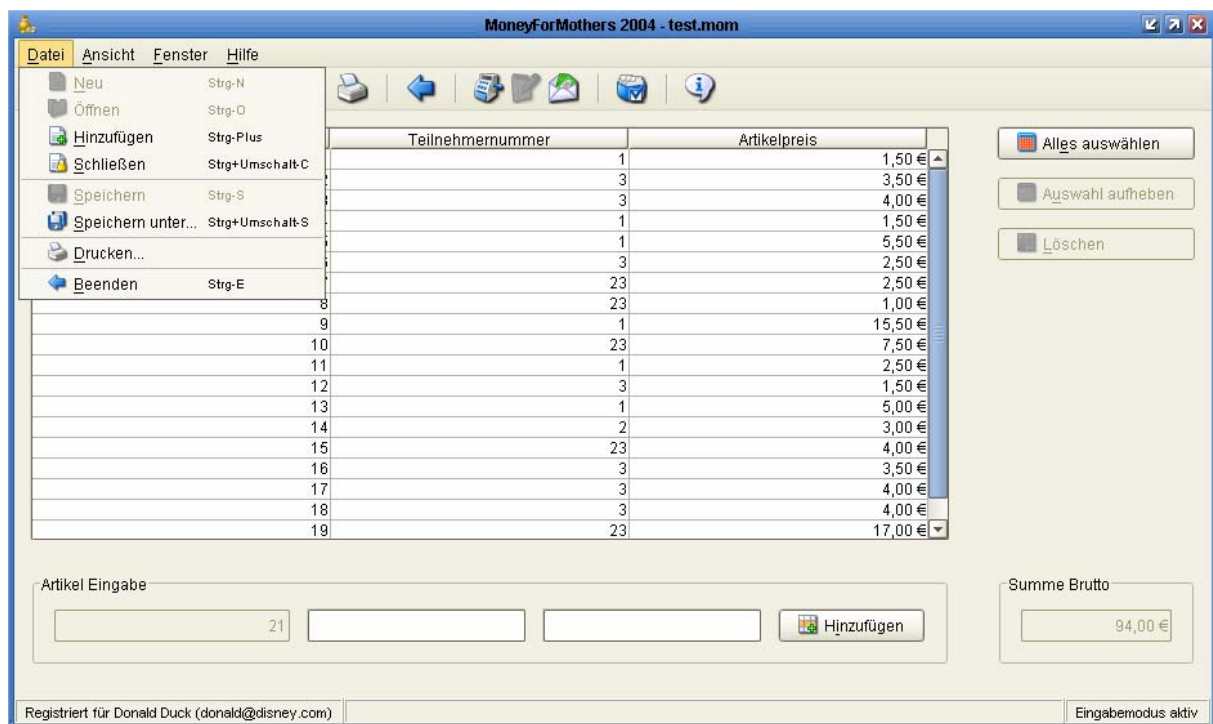 MoneyForMothers 2004 - test.mom
Datei Ansicht Fenster Hilfe
Neu Strg-N
Öffnen Strg-O
Hinzufügen Strg-Plus
Schließen Strg+Umschalt-C
Speichern Strg-S
Speichern unter... Strg+Umschalt-S
Drucken...
Beenden Strg-E
Teilnehmernummer Artikelpreis
1 1,50 €
3 3,50 €
3 4,00 €
1 1,50 €
1 5,50 €
3 2,50 €
23 2,50 €
8 23 1,00 €
9 1 15,50 €
10 23 7,50 €
11 1 2,50 €
12 3 1,50 €
13 1 5,00 €
14 2 3,00 €
15 23 4,00 €
16 3 3,50 €
17 3 4,00 €
18 3 4,00 €
19 23 17,00 €
Alles auswählen
Auswahl aufheben
Löschen
Artikel Eingabe
21 Hinzufügen
Summe Brutto
94,00 €
Registriert für Donald Duck (donald@disney.com) Eingabemodus aktiv